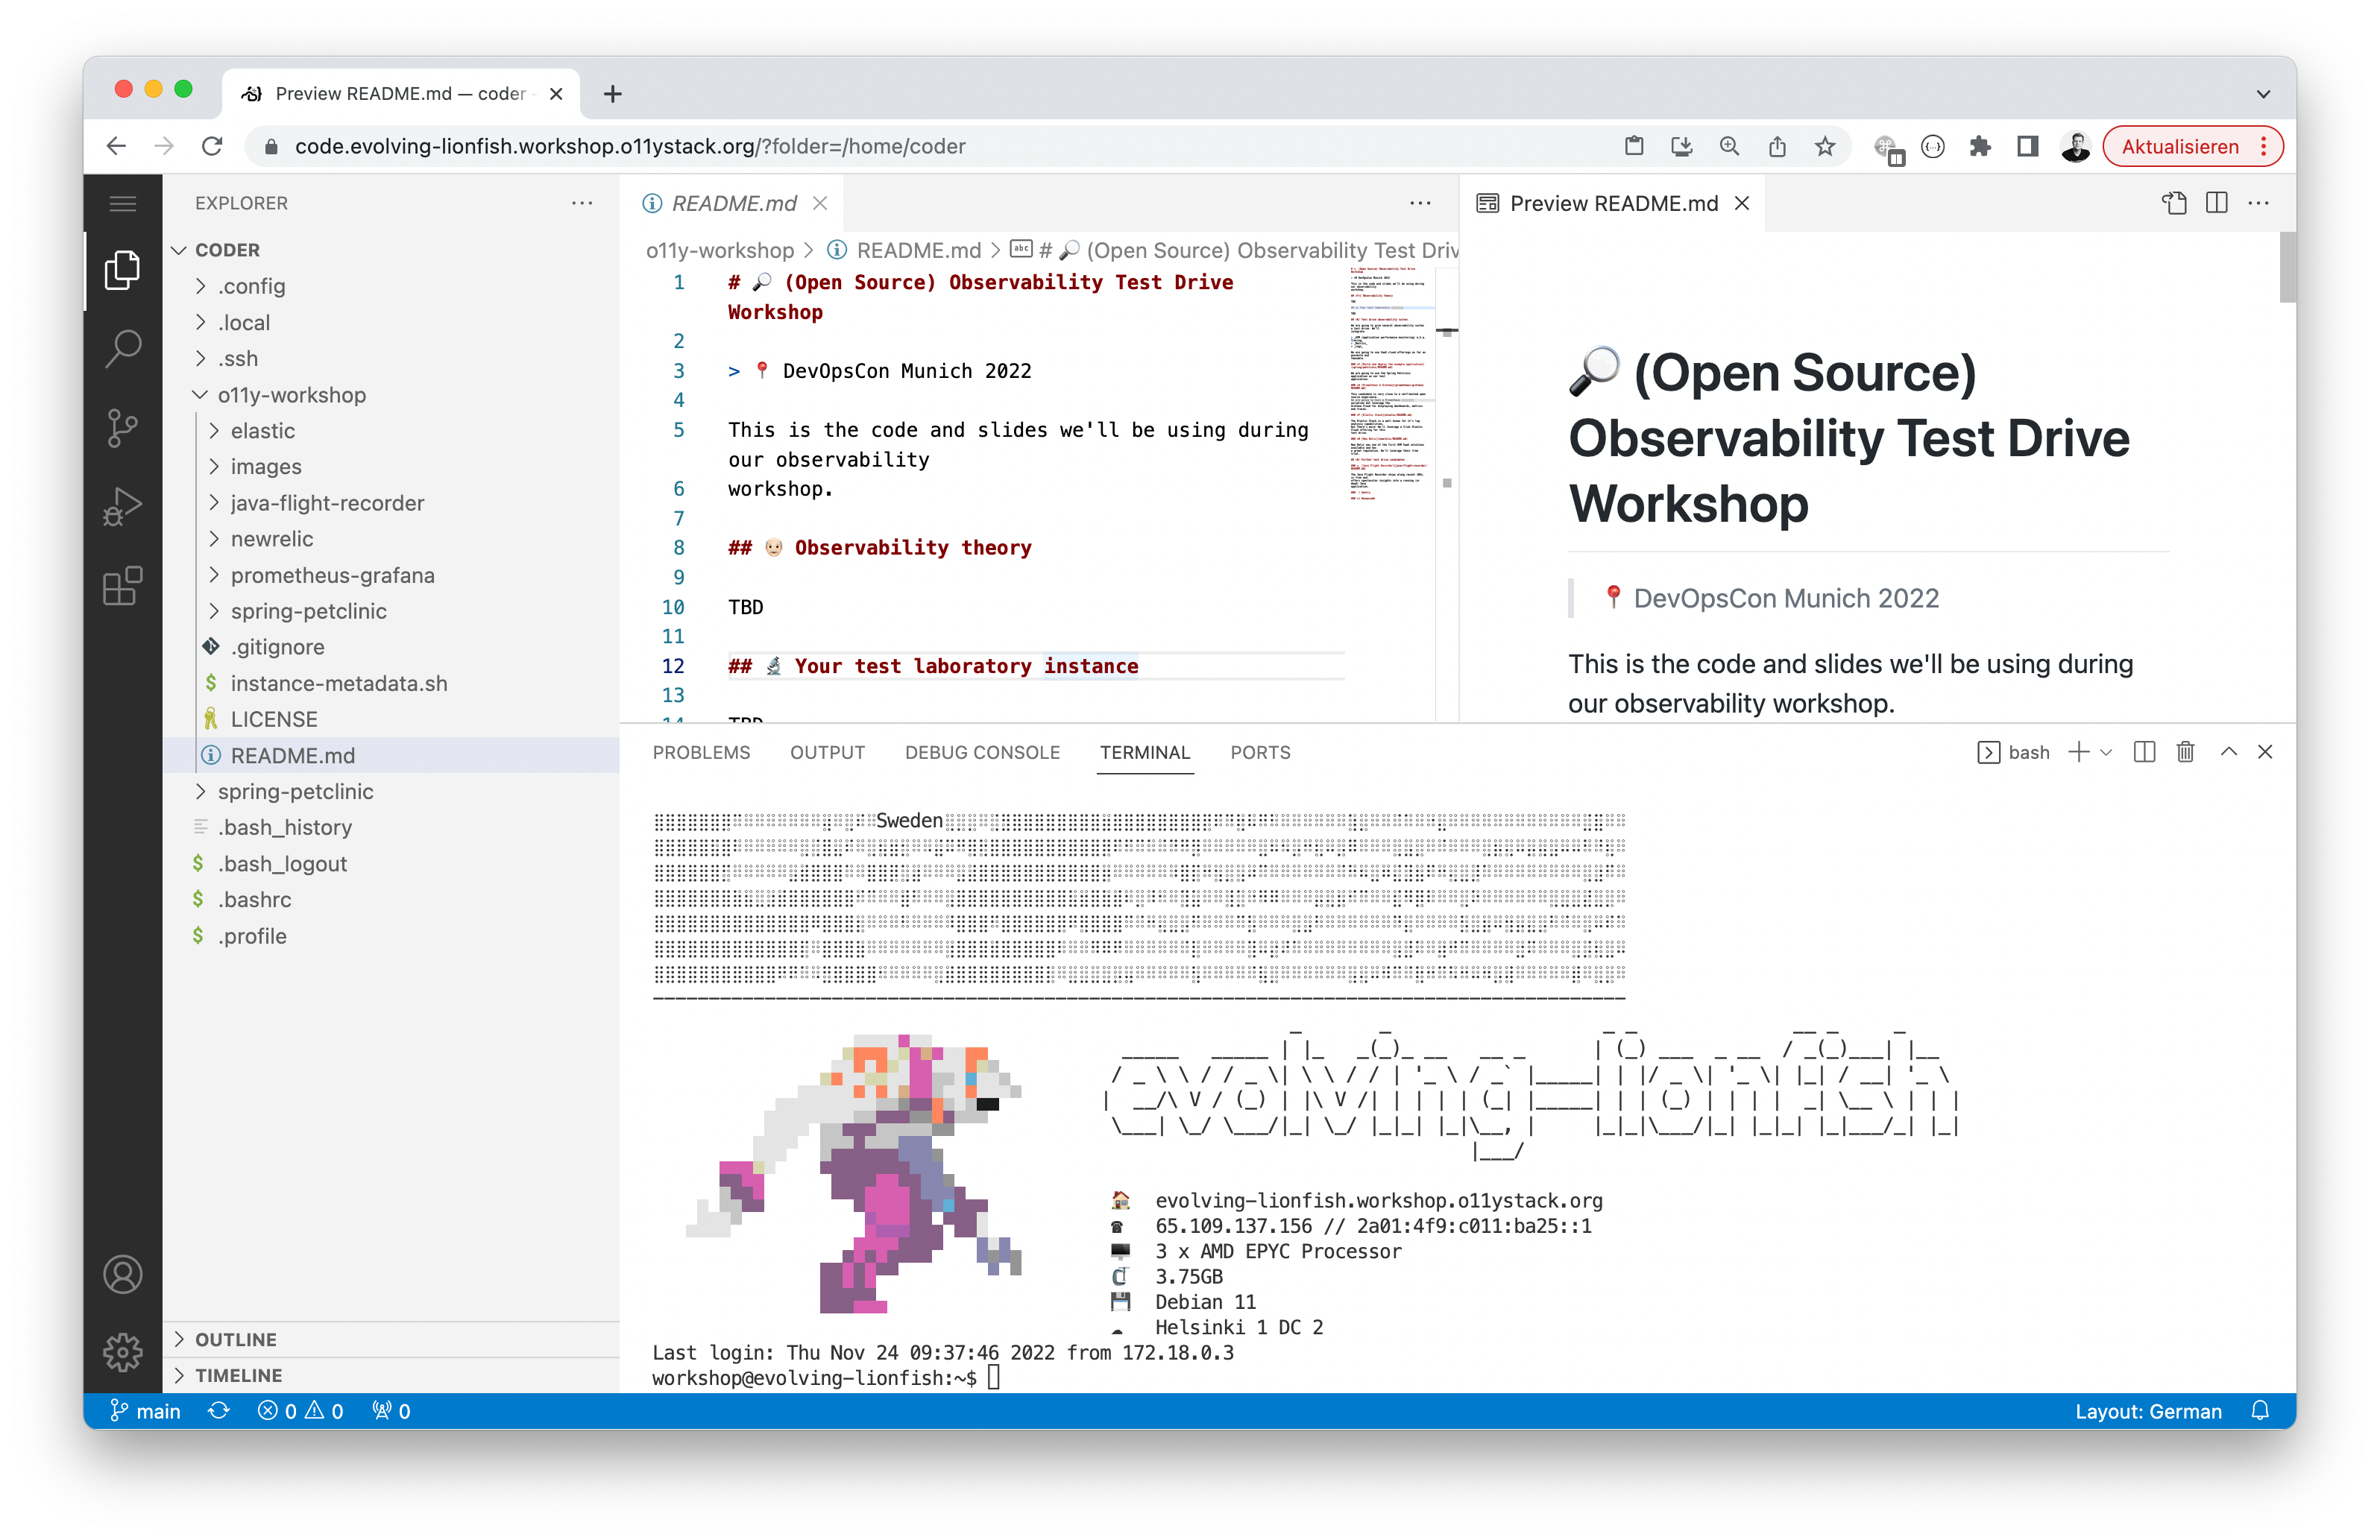 Preview README.md — coder -
code.evolving-lionfish.workshop.o11ystack.org/?folder=/home/coder
Aktualisieren
EXPLORER
CODER
.config
.local
.ssh
o11y-workshop
elastic
images
java-flight-recorder
newrelic
prometheus-grafana
spring-petclinic
.gitignore
instance-metadata.sh
LICENSE
README.md
spring-petclinic
.bash_history
.bash_logout
.bashrc
.profile
OUTLINE
TIMELINE
README.md
o11y-workshop > README.md > abc # 🔎 (Open Source) Observability Test Driv
1 # 🔎 (Open Source) Observability Test Drive
Workshop
2
3 > 📍 DevOpsCon Munich 2022
4
5 This is the code and slides we'll be using during
our observability
6 workshop.
7
8 ## 👴🏻 Observability theory
9
10 TBD
11
12 ## 🔬 Your test laboratory instance
13
14 TBD
Preview README.md
🔎 (Open Source)
Observability Test Drive
Workshop
📍 DevOpsCon Munich 2022
This is the code and slides we'll be using during
our observability workshop.
PROBLEMS OUTPUT DEBUG CONSOLE TERMINAL PORTS
bash
Sweden
evolving-lionfish
🏠 evolving-lionfish.workshop.o11ystack.org
☎ 65.109.137.156 // 2a01:4f9:c011:ba25::1
3 x AMD EPYC Processor
3.75GB
💾 Debian 11
☁ Helsinki 1 DC 2
Last login: Thu Nov 24 09:37:46 2022 from 172.18.0.3
workshop@evolving-lionfish:~$
main 0 0 0
Layout: German